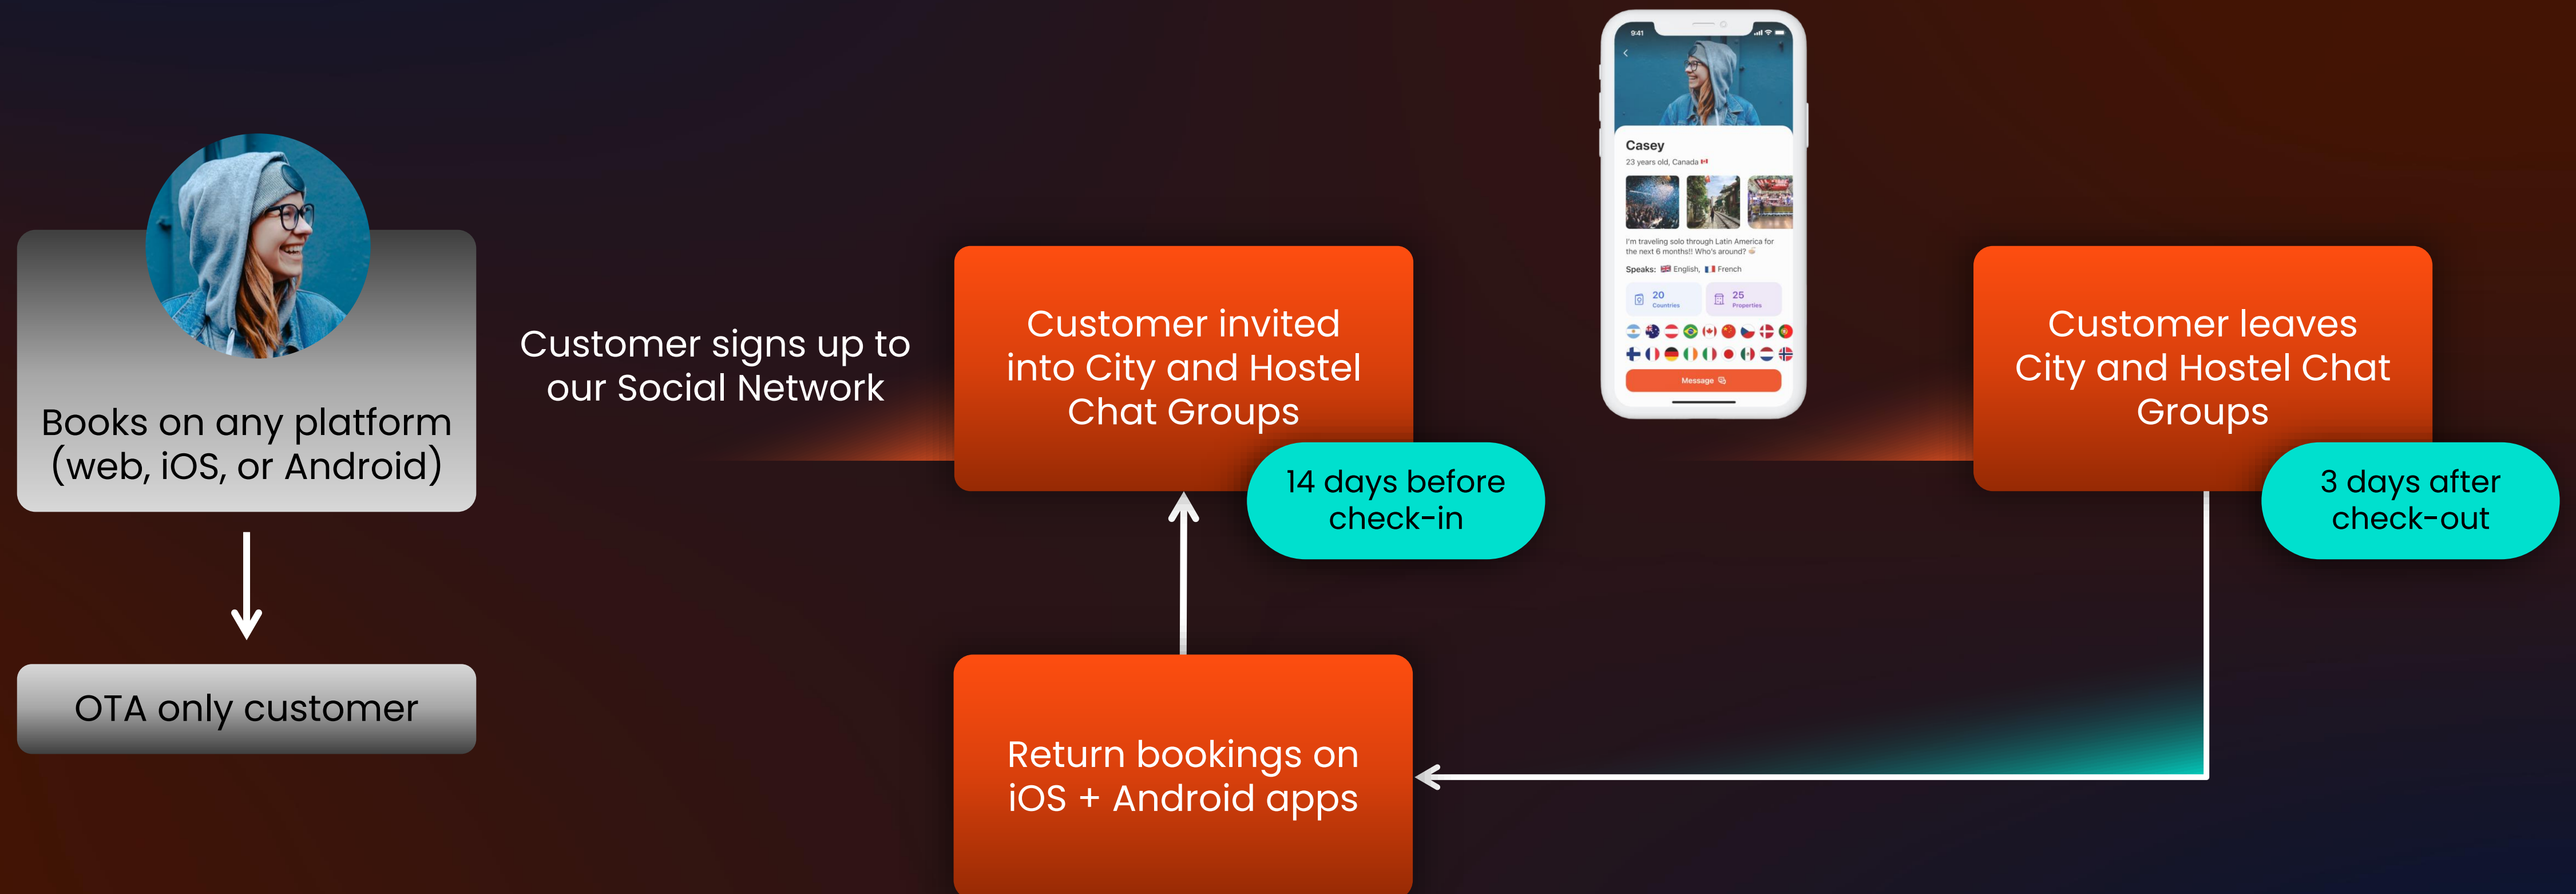 Books on any platform
(web, iOS, or Android)
OTA only customer
Customer signs up to
our Social Network
Customer invited
into City and Hostel
Chat Groups
14 days before
check-in
Return bookings on
iOS + Android apps
9:41
Casey
23 years old, Canada
I'm traveling solo through Latin America for
the next 6 months!! Who's around?
Speaks: English, French
20
Countries
25
Properties
Message
Customer leaves
City and Hostel Chat
Groups
3 days after
check-out